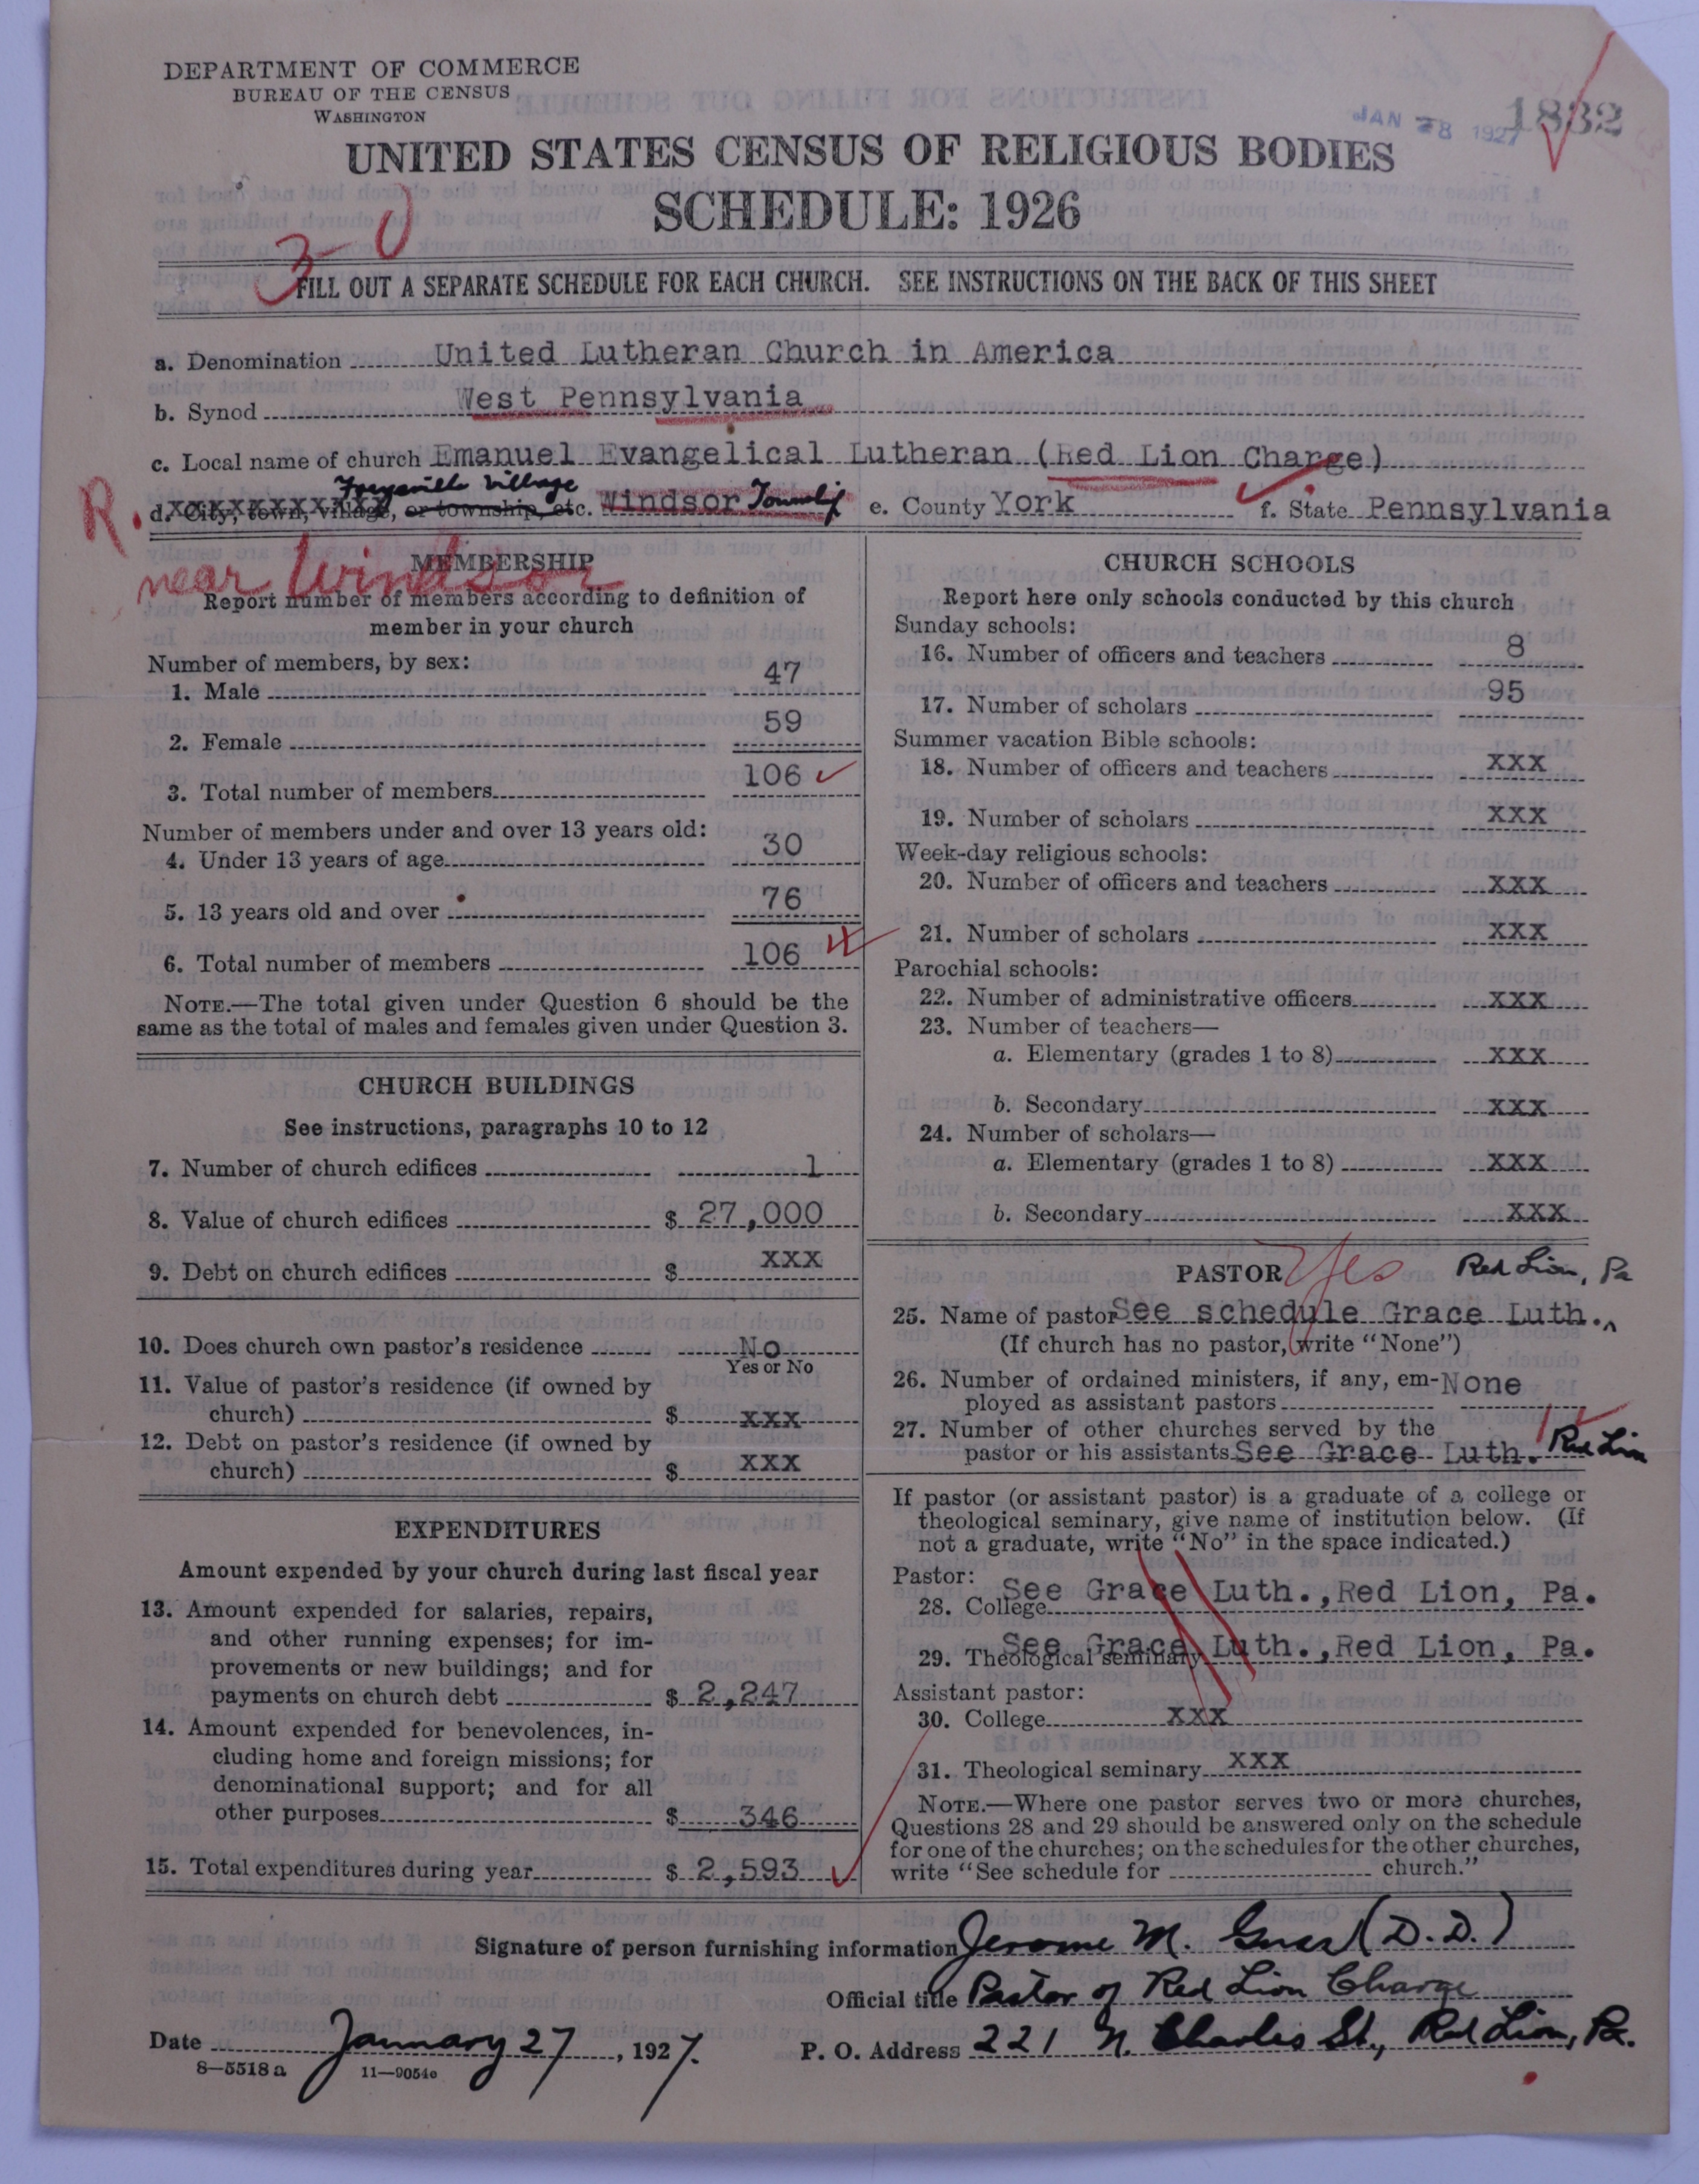 DEPARTMENT OF COMMERCE
BUREAU OF THE CENSUS
WASHINGTON
JAN 28 1927
1832
UNITED STATES CENSUS OF RELIGIOUS BODIES
SCHEDULE: 1926
3-0
FILL OUT A SEPARATE SCHEDULE FOR EACH CHURCH. SEE INSTRUCTIONS ON THE BACK OF THIS SHEET
a. Denomination United Lutheran Church in America
b. Synod West Pennsylvania
c. Local name of church Emanuel Evangelical Lutheran (Red Lion Charge)
Freysville Village
R. d. City, town, village, or township, etc. Windsor Township e. County York f. State Pennsylvania
near Windsor
MEMBERSHIP
Report number of members according to definition of
member in your church
Number of members, by sex:
1. Male 47
2. Female 59
3. Total number of members 106
Number of members under and over 13 years old:
4. Under 13 years of age 30
5. 13 years old and over 76
6. Total number of members 106
NOTE.—The total given under Question 6 should be the
same as the total of males and females given under Question 3.
CHURCH BUILDINGS
See instructions, paragraphs 10 to 12
7. Number of church edifices 1
8. Value of church edifices $ 27,000
9. Debt on church edifices $ XXX
10. Does church own pastor's residence No
Yes or No
11. Value of pastor's residence (if owned by
church) $ XXX
12. Debt on pastor's residence (if owned by
church) $ XXX
EXPENDITURES
Amount expended by your church during last fiscal year
13. Amount expended for salaries, repairs,
and other running expenses; for im-
provements or new buildings; and for
payments on church debt $ 2,247
14. Amount expended for benevolences, in-
cluding home and foreign missions; for
denominational support; and for all
other purposes $ 346
15. Total expenditures during year $ 2,593
CHURCH SCHOOLS
Report here only schools conducted by this church
Sunday schools:
16. Number of officers and teachers 8
17. Number of scholars 95
Summer vacation Bible schools:
18. Number of officers and teachers XXX
19. Number of scholars XXX
Week-day religious schools:
20. Number of officers and teachers XXX
21. Number of scholars XXX
Parochial schools:
22. Number of administrative officers XXX
23. Number of teachers—
a. Elementary (grades 1 to 8) XXX
b. Secondary XXX
24. Number of scholars—
a. Elementary (grades 1 to 8) XXX
b. Secondary XXX
PASTOR Yes Red Lion, Pa
25. Name of pastor See schedule Grace Luth.
(If church has no pastor, write "None")
26. Number of ordained ministers, if any, em-
ployed as assistant pastors None
27. Number of other churches served by the
pastor or his assistants See Grace Luth. Red Lion
If pastor (or assistant pastor) is a graduate of a college or
theological seminary, give name of institution below. (If
not a graduate, write "No" in the space indicated.)
Pastor:
28. College See Grace Luth., Red Lion, Pa.
29. Theological seminary See Grace Luth., Red Lion, Pa.
Assistant pastor:
30. College XXX
31. Theological seminary XXX
NOTE.—Where one pastor serves two or more churches,
Questions 28 and 29 should be answered only on the schedule
for one of the churches; on the schedules for the other churches,
write "See schedule for church."
Signature of person furnishing information Jerome M. (D.D.)
Official title Pastor of Red Lion Charge
Date January 27, 1927. P. O. Address 221 N. Charles St., Red Lion, Pa.
8—5518a 11—9054c